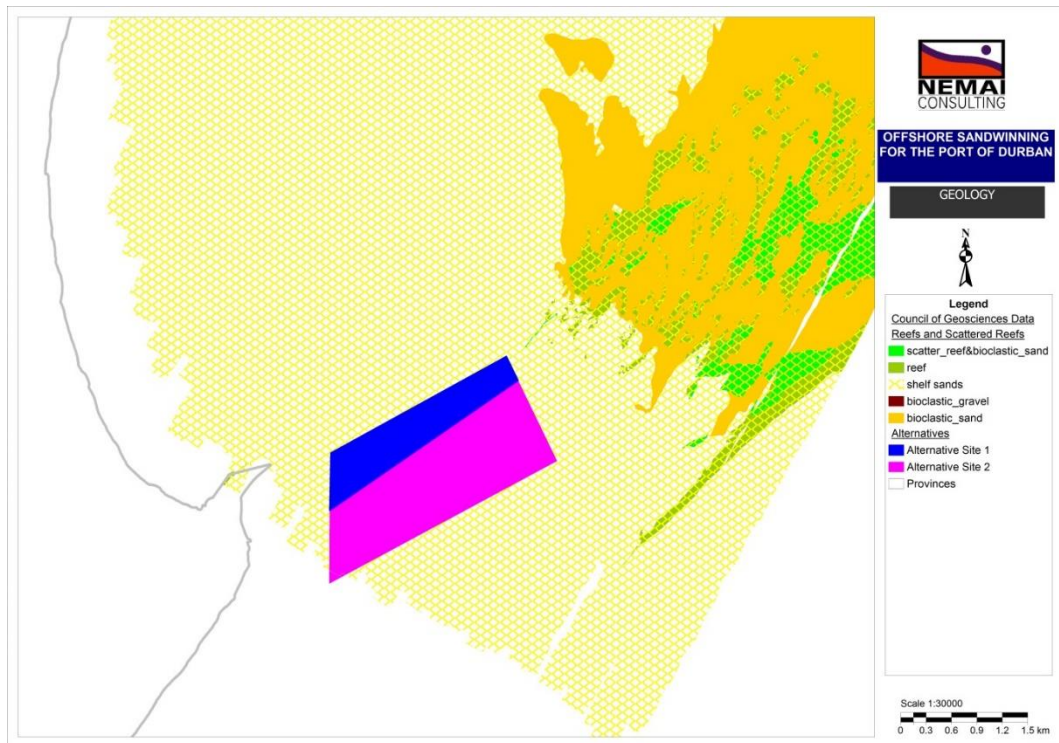 NEMAI
CONSULTING
OFFSHORE SANDWINNING
FOR THE PORT OF DURBAN
GEOLOGY
N
Legend
Council of Geosciences Data
Reefs and Scattered Reefs
scatter_reef&bioclastic_sand
reef
shelf sands
bioclastic_gravel
bioclastic_sand
Alternatives
Alternative Site 1
Alternative Site 2
Provinces
Scale 1:30000
0 0.3 0.6 0.9 1.2 1.5 km